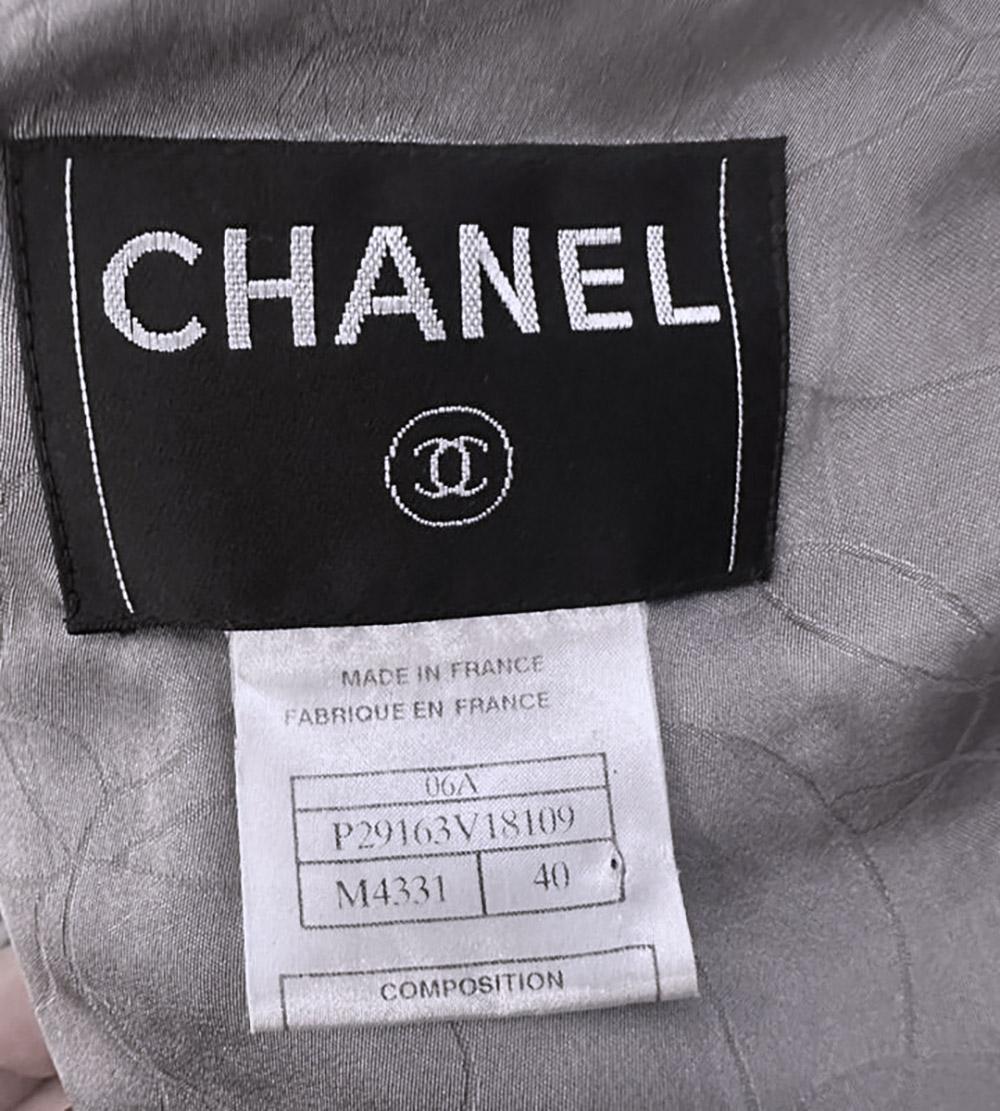 CHANEL
MADE IN FRANCE
FABRIQUE EN FRANCE
06A
P29163V18109
M4331 40
COMPOSITION